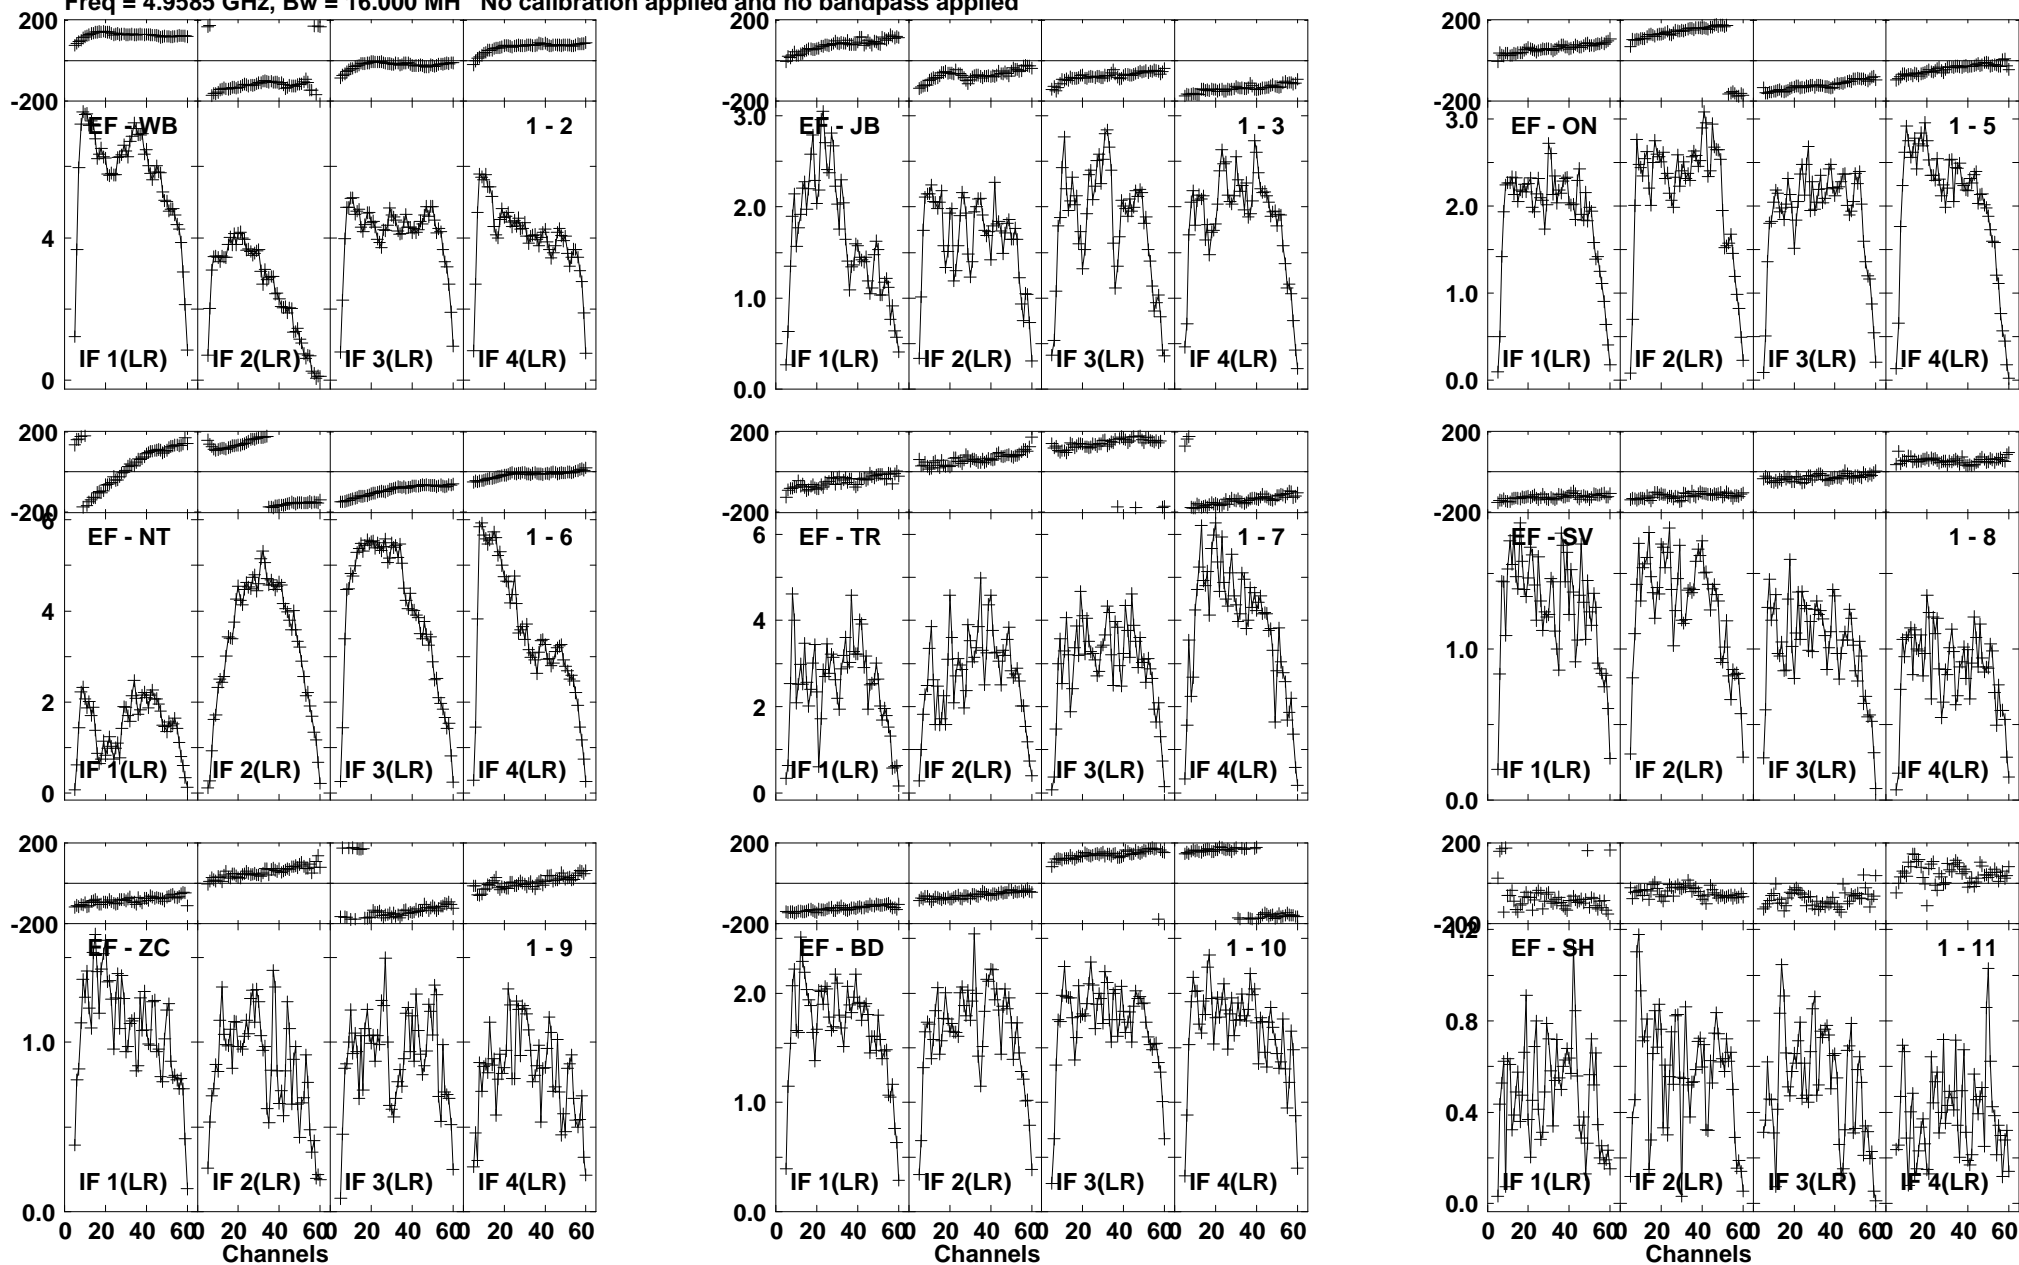 Freq = 4.9585 GHz, Bw = 16.000 MH   No calibration applied and no bandpass applied
200
-200
EF - WB
1 - 2
4
0
IF 1(LR)
IF 2(LR)
IF 3(LR)
IF 4(LR)
200
-200
EF - JB
1 - 3
3.0
2.0
1.0
0.0
IF 1(LR)
IF 2(LR)
IF 3(LR)
IF 4(LR)
200
-200
EF - ON
1 - 5
3.0
2.0
1.0
0.0
IF 1(LR)
IF 2(LR)
IF 3(LR)
IF 4(LR)
200
-200
EF - NT
1 - 6
6
4
2
0
IF 1(LR)
IF 2(LR)
IF 3(LR)
IF 4(LR)
200
-200
EF - TR
1 - 7
6
4
2
0
IF 1(LR)
IF 2(LR)
IF 3(LR)
IF 4(LR)
200
-200
EF - SV
1 - 8
1.0
0.0
IF 1(LR)
IF 2(LR)
IF 3(LR)
IF 4(LR)
200
-200
EF - ZC
1 - 9
1.0
0.0
IF 1(LR)
IF 2(LR)
IF 3(LR)
IF 4(LR)
0 20 40 60 0 20 40 60 0 20 40 60 0 20 40 60
Channels
200
-200
EF - BD
1 - 10
2.0
1.0
0.0
IF 1(LR)
IF 2(LR)
IF 3(LR)
IF 4(LR)
0 20 40 60 0 20 40 60 0 20 40 60 0 20 40 60
Channels
200
-200
EF - SH
1 - 11
1.2
0.8
0.4
0.0
IF 1(LR)
IF 2(LR)
IF 3(LR)
IF 4(LR)
0 20 40 60 0 20 40 60 0 20 40 60 0 20 40 60
Channels